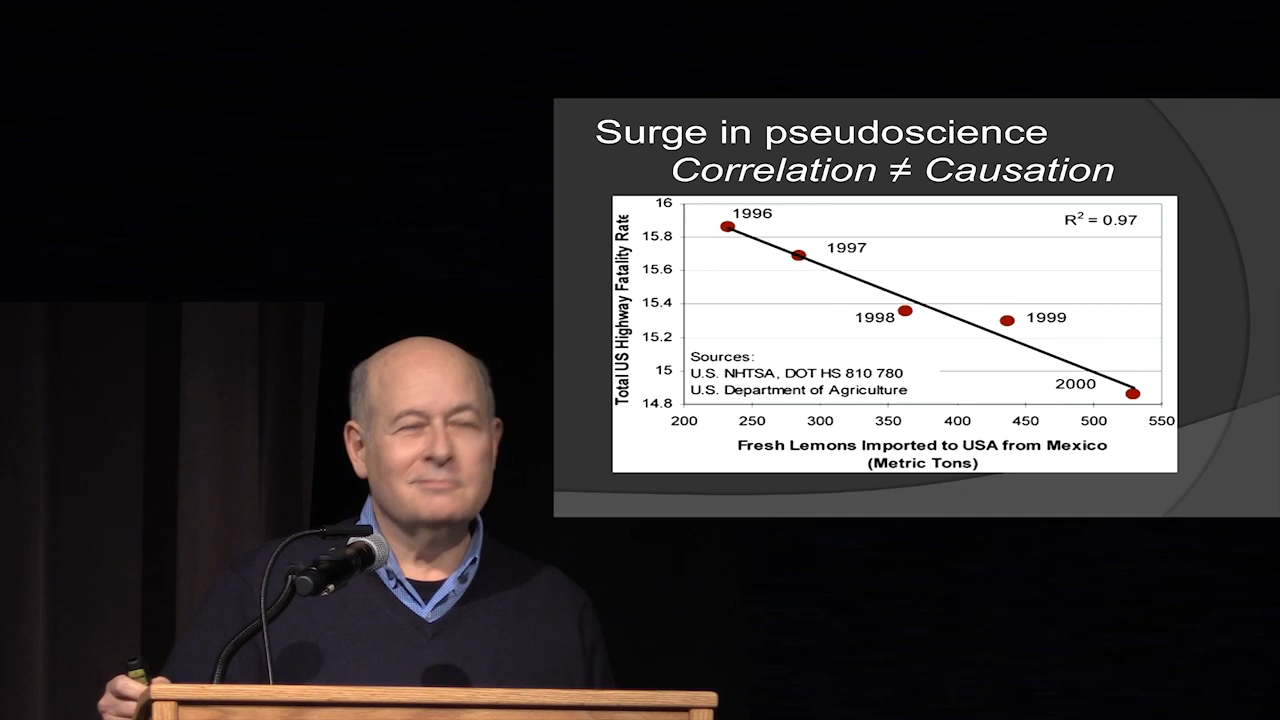 Surge in pseudoscience
Correlation ≠ Causation
Total US Highway Fatality Rate
16
15.8
15.6
15.4
15.2
15
14.8
1996
R² = 0.97
1997
1998
1999
2000
Sources:
U.S. NHTSA, DOT HS 810 780
U.S. Department of Agriculture
200 250 300 350 400 450 500 550
Fresh Lemons Imported to USA from Mexico
(Metric Tons)